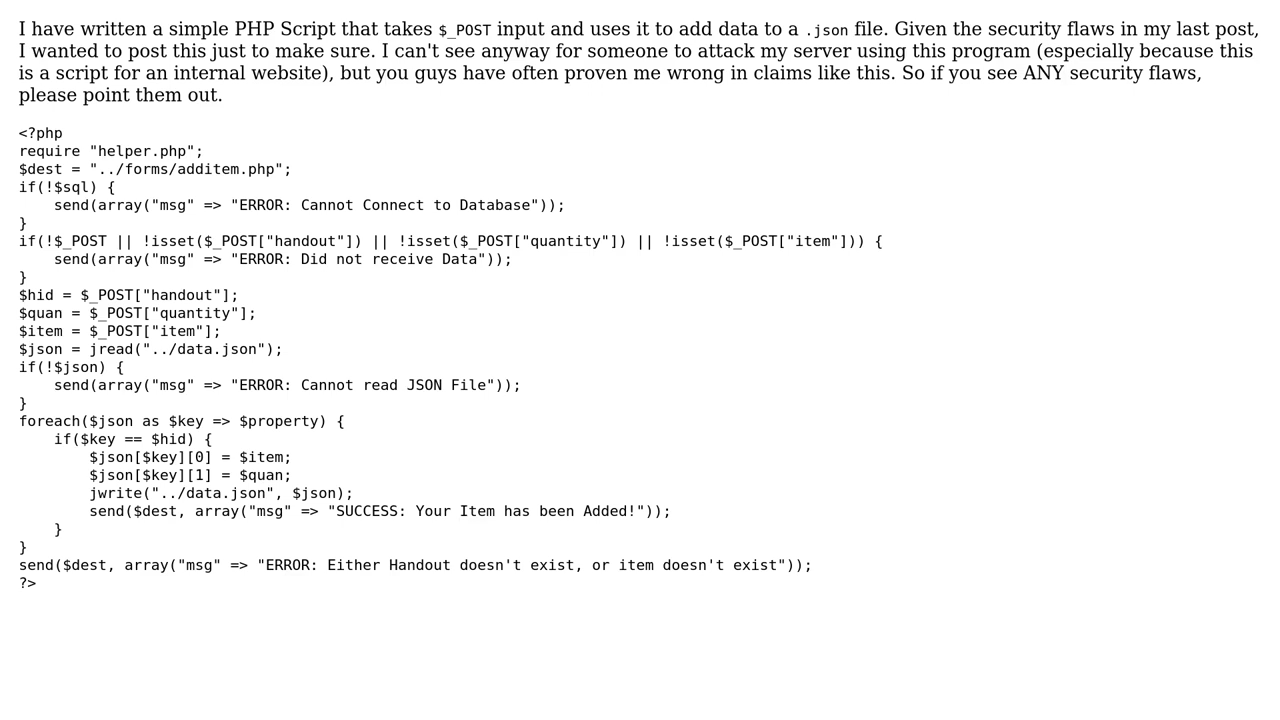 I have written a simple PHP Script that takes $_POST input and uses it to add data to a .json file. Given the security flaws in my last post,
I wanted to post this just to make sure. I can't see anyway for someone to attack my server using this program (especially because this
is a script for an internal website), but you guys have often proven me wrong in claims like this. So if you see ANY security flaws,
please point them out.
<?php
require "helper.php";
$dest = "../forms/additem.php";
if(!$sql) {
    send(array("msg" => "ERROR: Cannot Connect to Database"));
}
if(!$_POST || !isset($_POST["handout"]) || !isset($_POST["quantity"]) || !isset($_POST["item"])) {
    send(array("msg" => "ERROR: Did not receive Data"));
}
$hid = $_POST["handout"];
$quan = $_POST["quantity"];
$item = $_POST["item"];
$json = jread("../data.json");
if(!$json) {
    send(array("msg" => "ERROR: Cannot read JSON File"));
}
foreach($json as $key => $property) {
    if($key == $hid) {
        $json[$key][0] = $item;
        $json[$key][1] = $quan;
        jwrite("../data.json", $json);
        send($dest, array("msg" => "SUCCESS: Your Item has been Added!"));
    }
}
send($dest, array("msg" => "ERROR: Either Handout doesn't exist, or item doesn't exist"));
?>